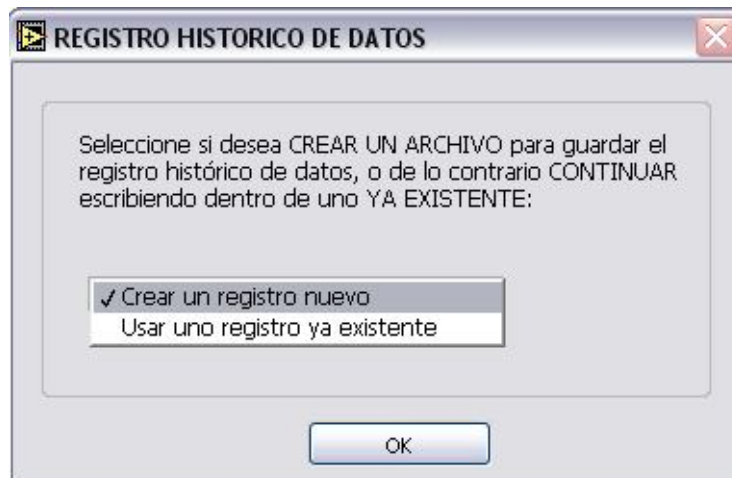 REGISTRO HISTORICO DE DATOS
Seleccione si desea CREAR UN ARCHIVO para guardar el
registro histórico de datos, o de lo contrario CONTINUAR
escribiendo dentro de uno YA EXISTENTE:
✓ Crear un registro nuevo
Usar uno registro ya existente
OK